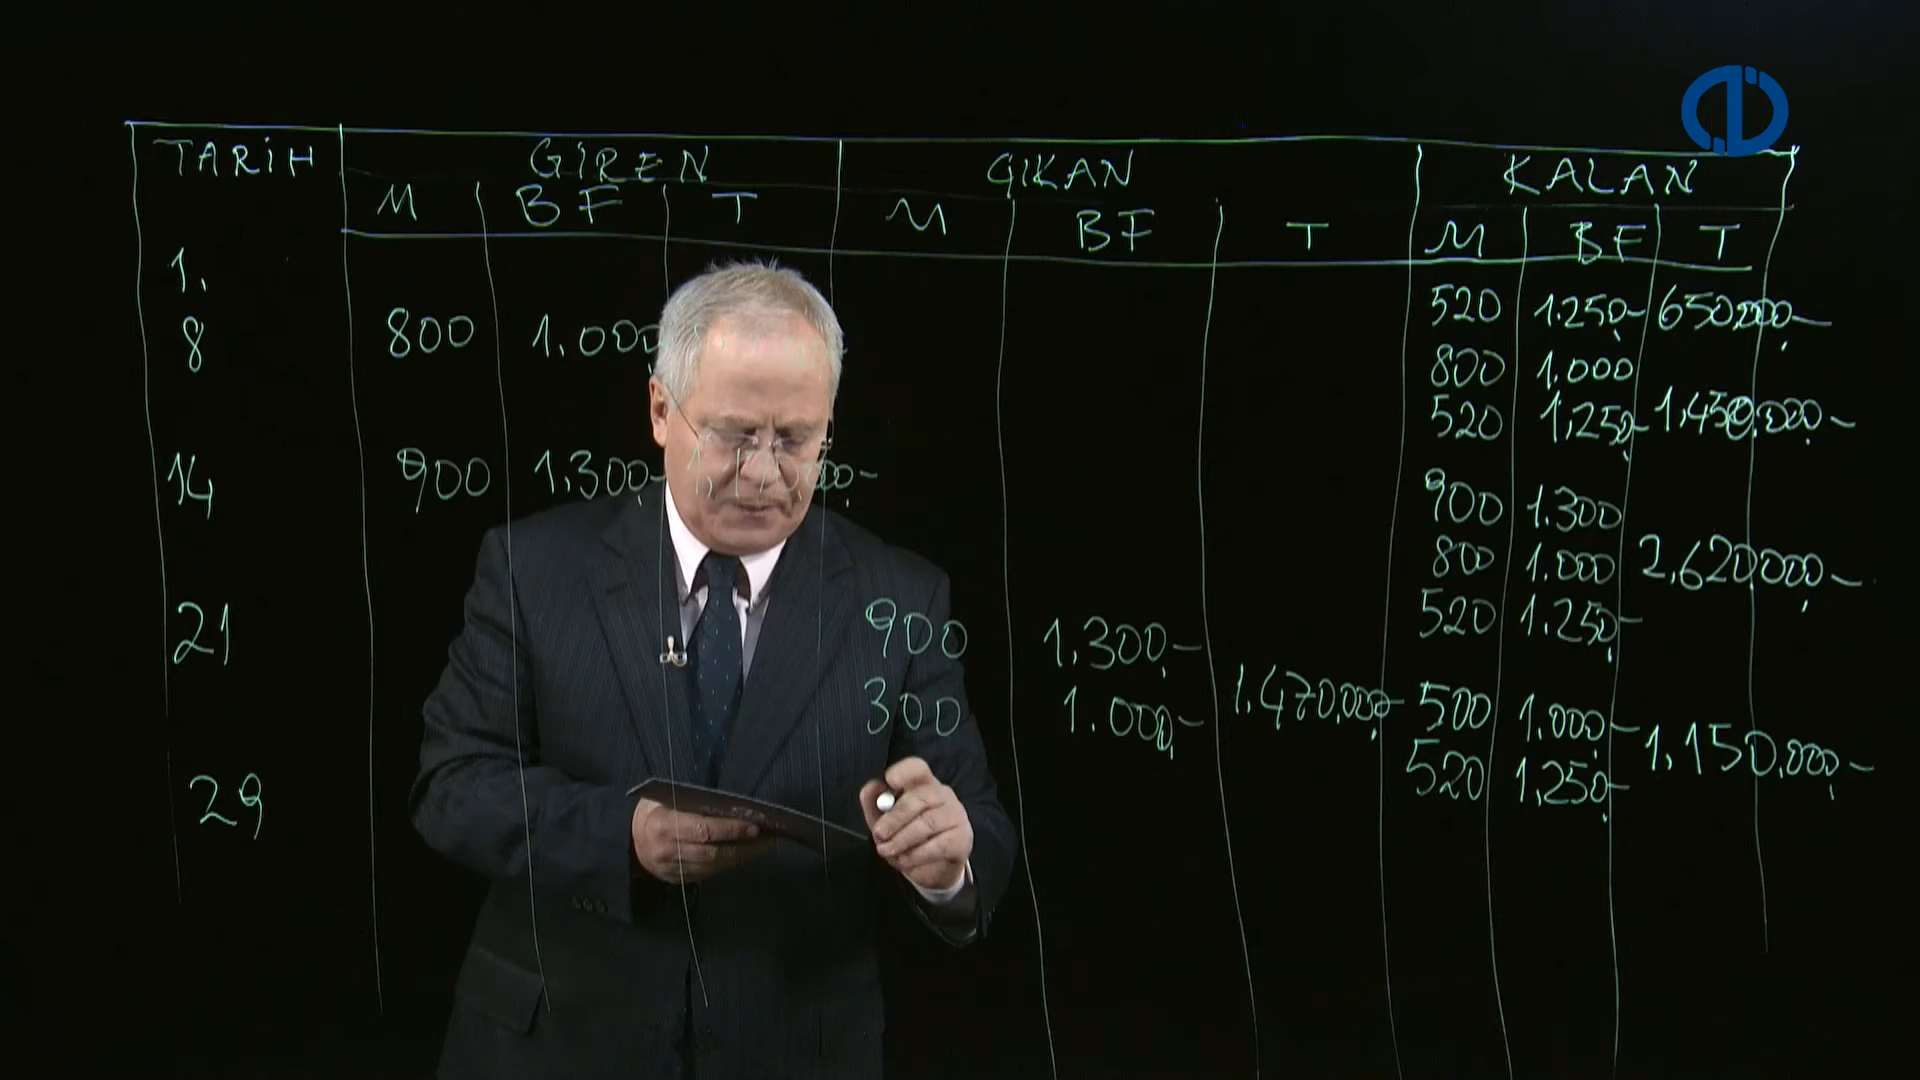 TARİH GİREN ÇIKAN KALAN
M BF T M BF T M BF T
1. 520 1.250,- 650.000,-
8 800 1.000 800 1.000
520 1.250,- 1.450.000,-
14 900 1.300,- 900 1.300
800 1.000 2.620.000,-
21 900 1.300,- 520 1.250,-
300 1.000,- 1.470.000,- 500 1.000,-
520 1.250,- 1.150.000,-
29